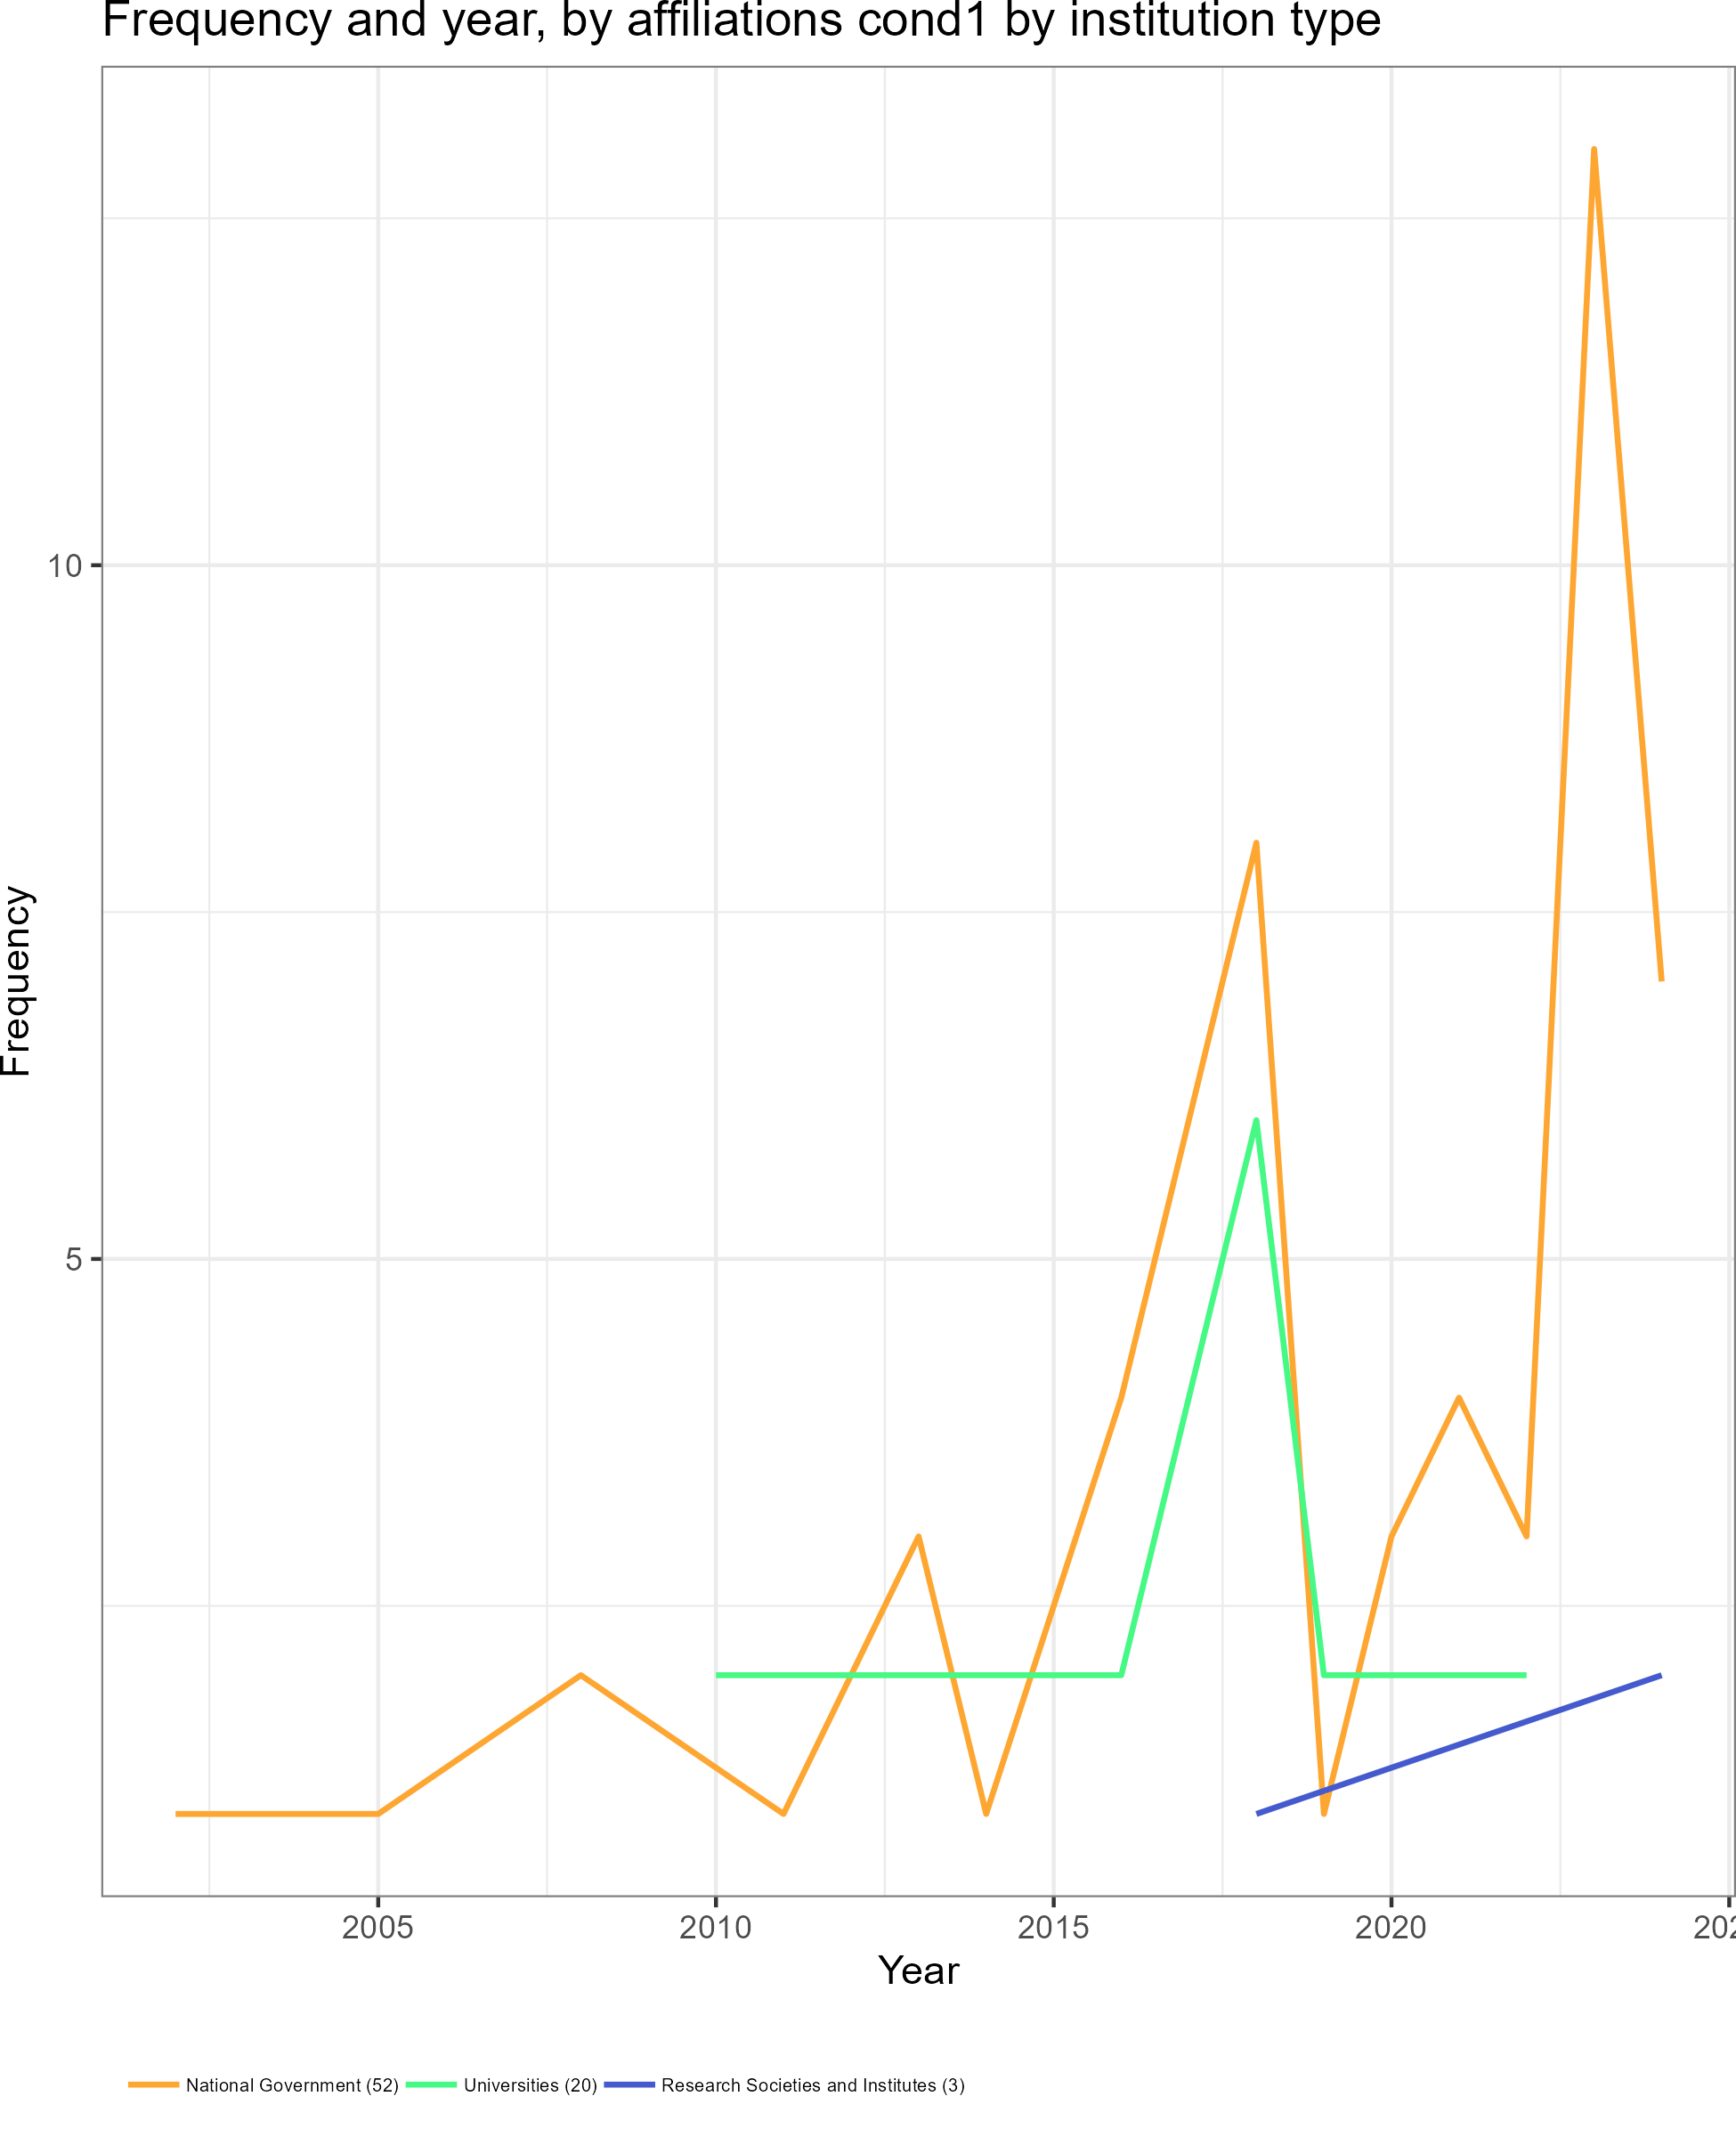 Frequency and year, by affiliations cond1 by institution type
10
5
Frequency
2005 2010 2015 2020 202
Year
National Government (52) Universities (20) Research Societies and Institutes (3)